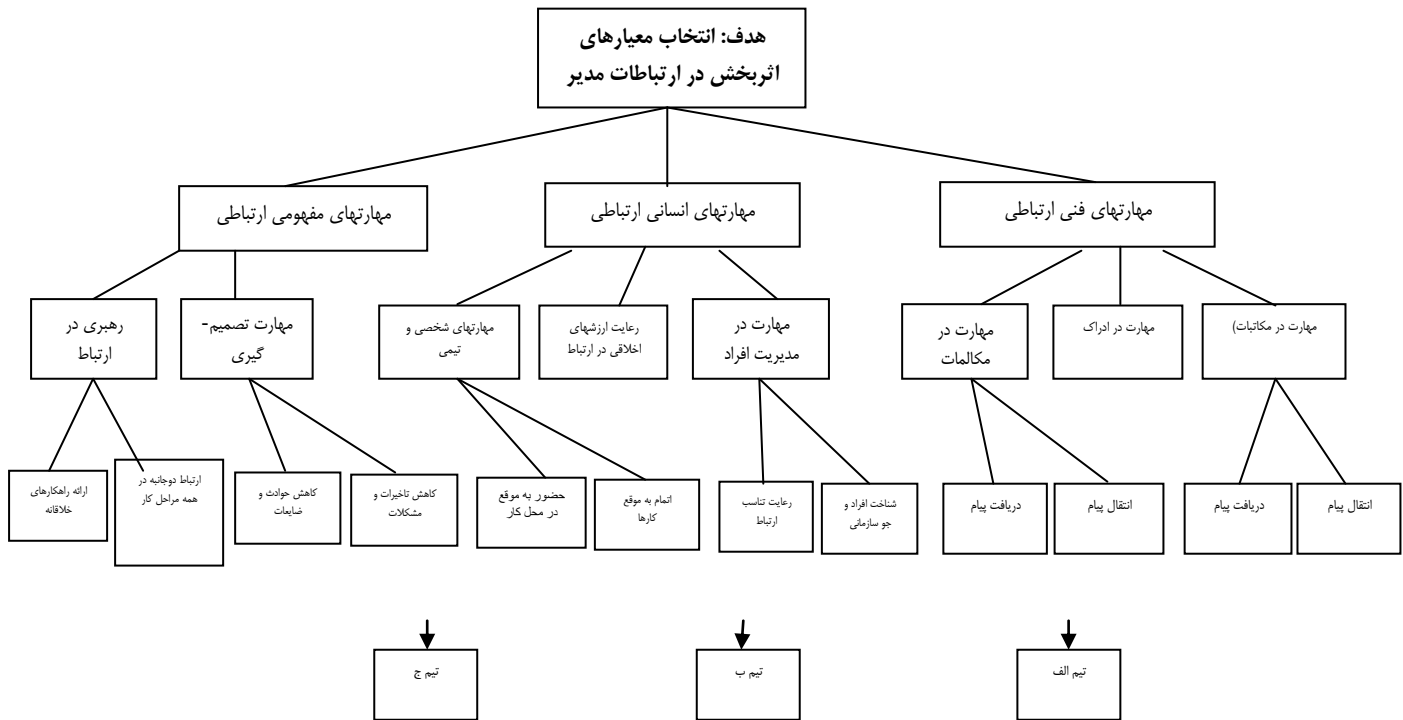 هدف: انتخاب معیارهای
اثربخش در ارتباطات مدیر
مهارتهای فنی ارتباطی
مهارتهای انسانی ارتباطی
مهارتهای مفهومی ارتباطی
مهارت در مکاتبات)
مهارت در ادراک
مهارت در
مکالمات
مهارت در
مدیریت افراد
رعایت ارزشهای
اخلاقی در ارتباط
مهارتهای شخصی و
تیمی
مهارت تصمیم-
گیری
رهبری در
ارتباط
انتقال پیام
دریافت پیام
انتقال پیام
دریافت پیام
شناخت افراد و
جو سازمانی
رعایت تناسب
ارتباط
اتمام به موقع
کارها
حضور به موقع
در محل کار
کاهش تاخیرات و
مشکلات
کاهش حوادث و
ضایعات
ارتباط دوجانبه در
همه مراحل کار
ارائه راهکارهای
خلاقانه
تیم الف
تیم ب
تیم ج